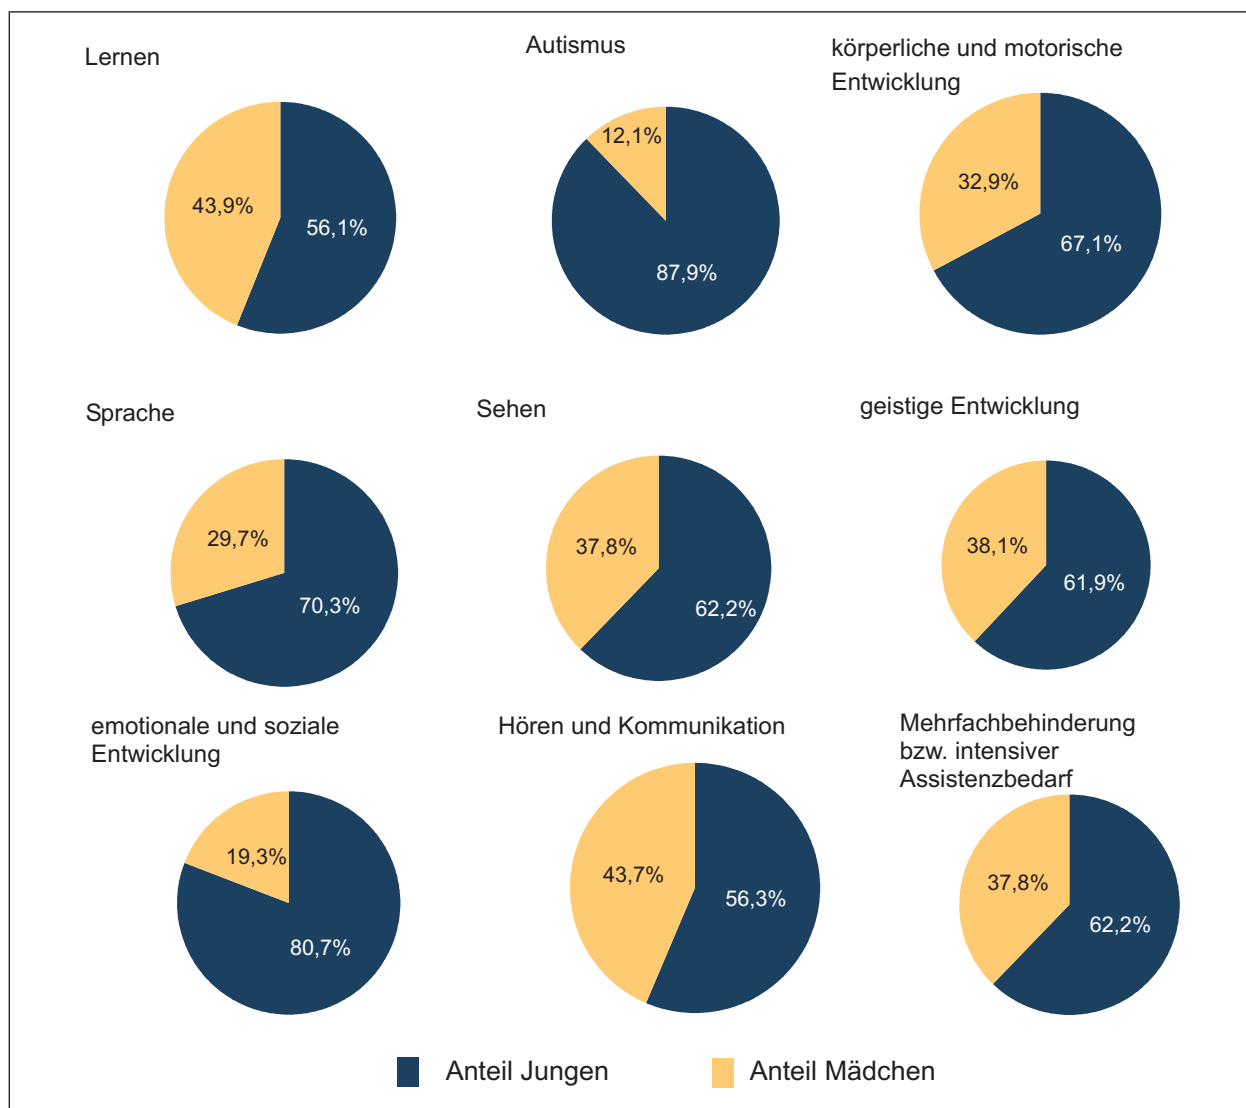 Lernen
43,9%
56,1%
Autismus
12,1%
87,9%
körperliche und motorische
Entwicklung
32,9%
67,1%
Sprache
29,7%
70,3%
Sehen
37,8%
62,2%
geistige Entwicklung
38,1%
61,9%
emotionale und soziale
Entwicklung
19,3%
80,7%
Hören und Kommunikation
43,7%
56,3%
Mehrfachbehinderung
bzw. intensiver
Assistenzbedarf
37,8%
62,2%
Anteil Jungen
Anteil Mädchen